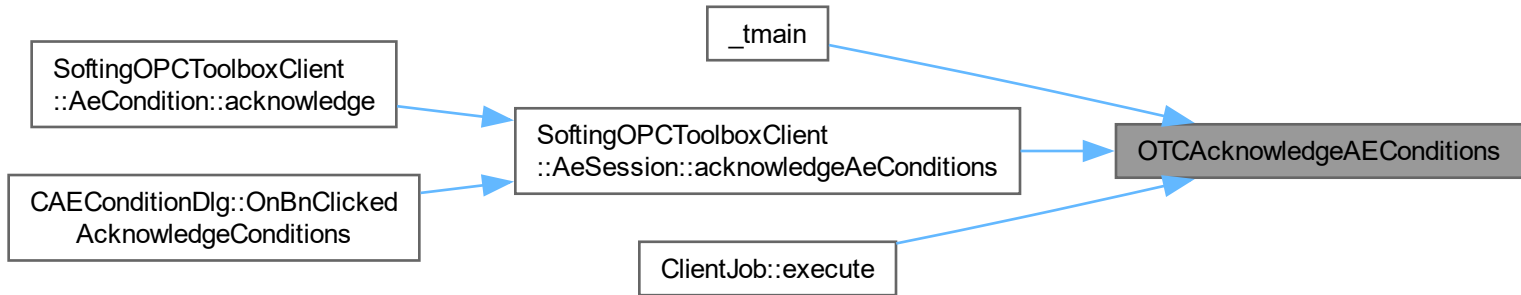 SoftingOPCToolboxClient
::AeCondition::acknowledge
CAEConditionDlg::OnBnClicked
AcknowledgeConditions
_tmain
SoftingOPCToolboxClient
::AeSession::acknowledgeAeConditions
ClientJob::execute
OTCAcknowledgeAEConditions